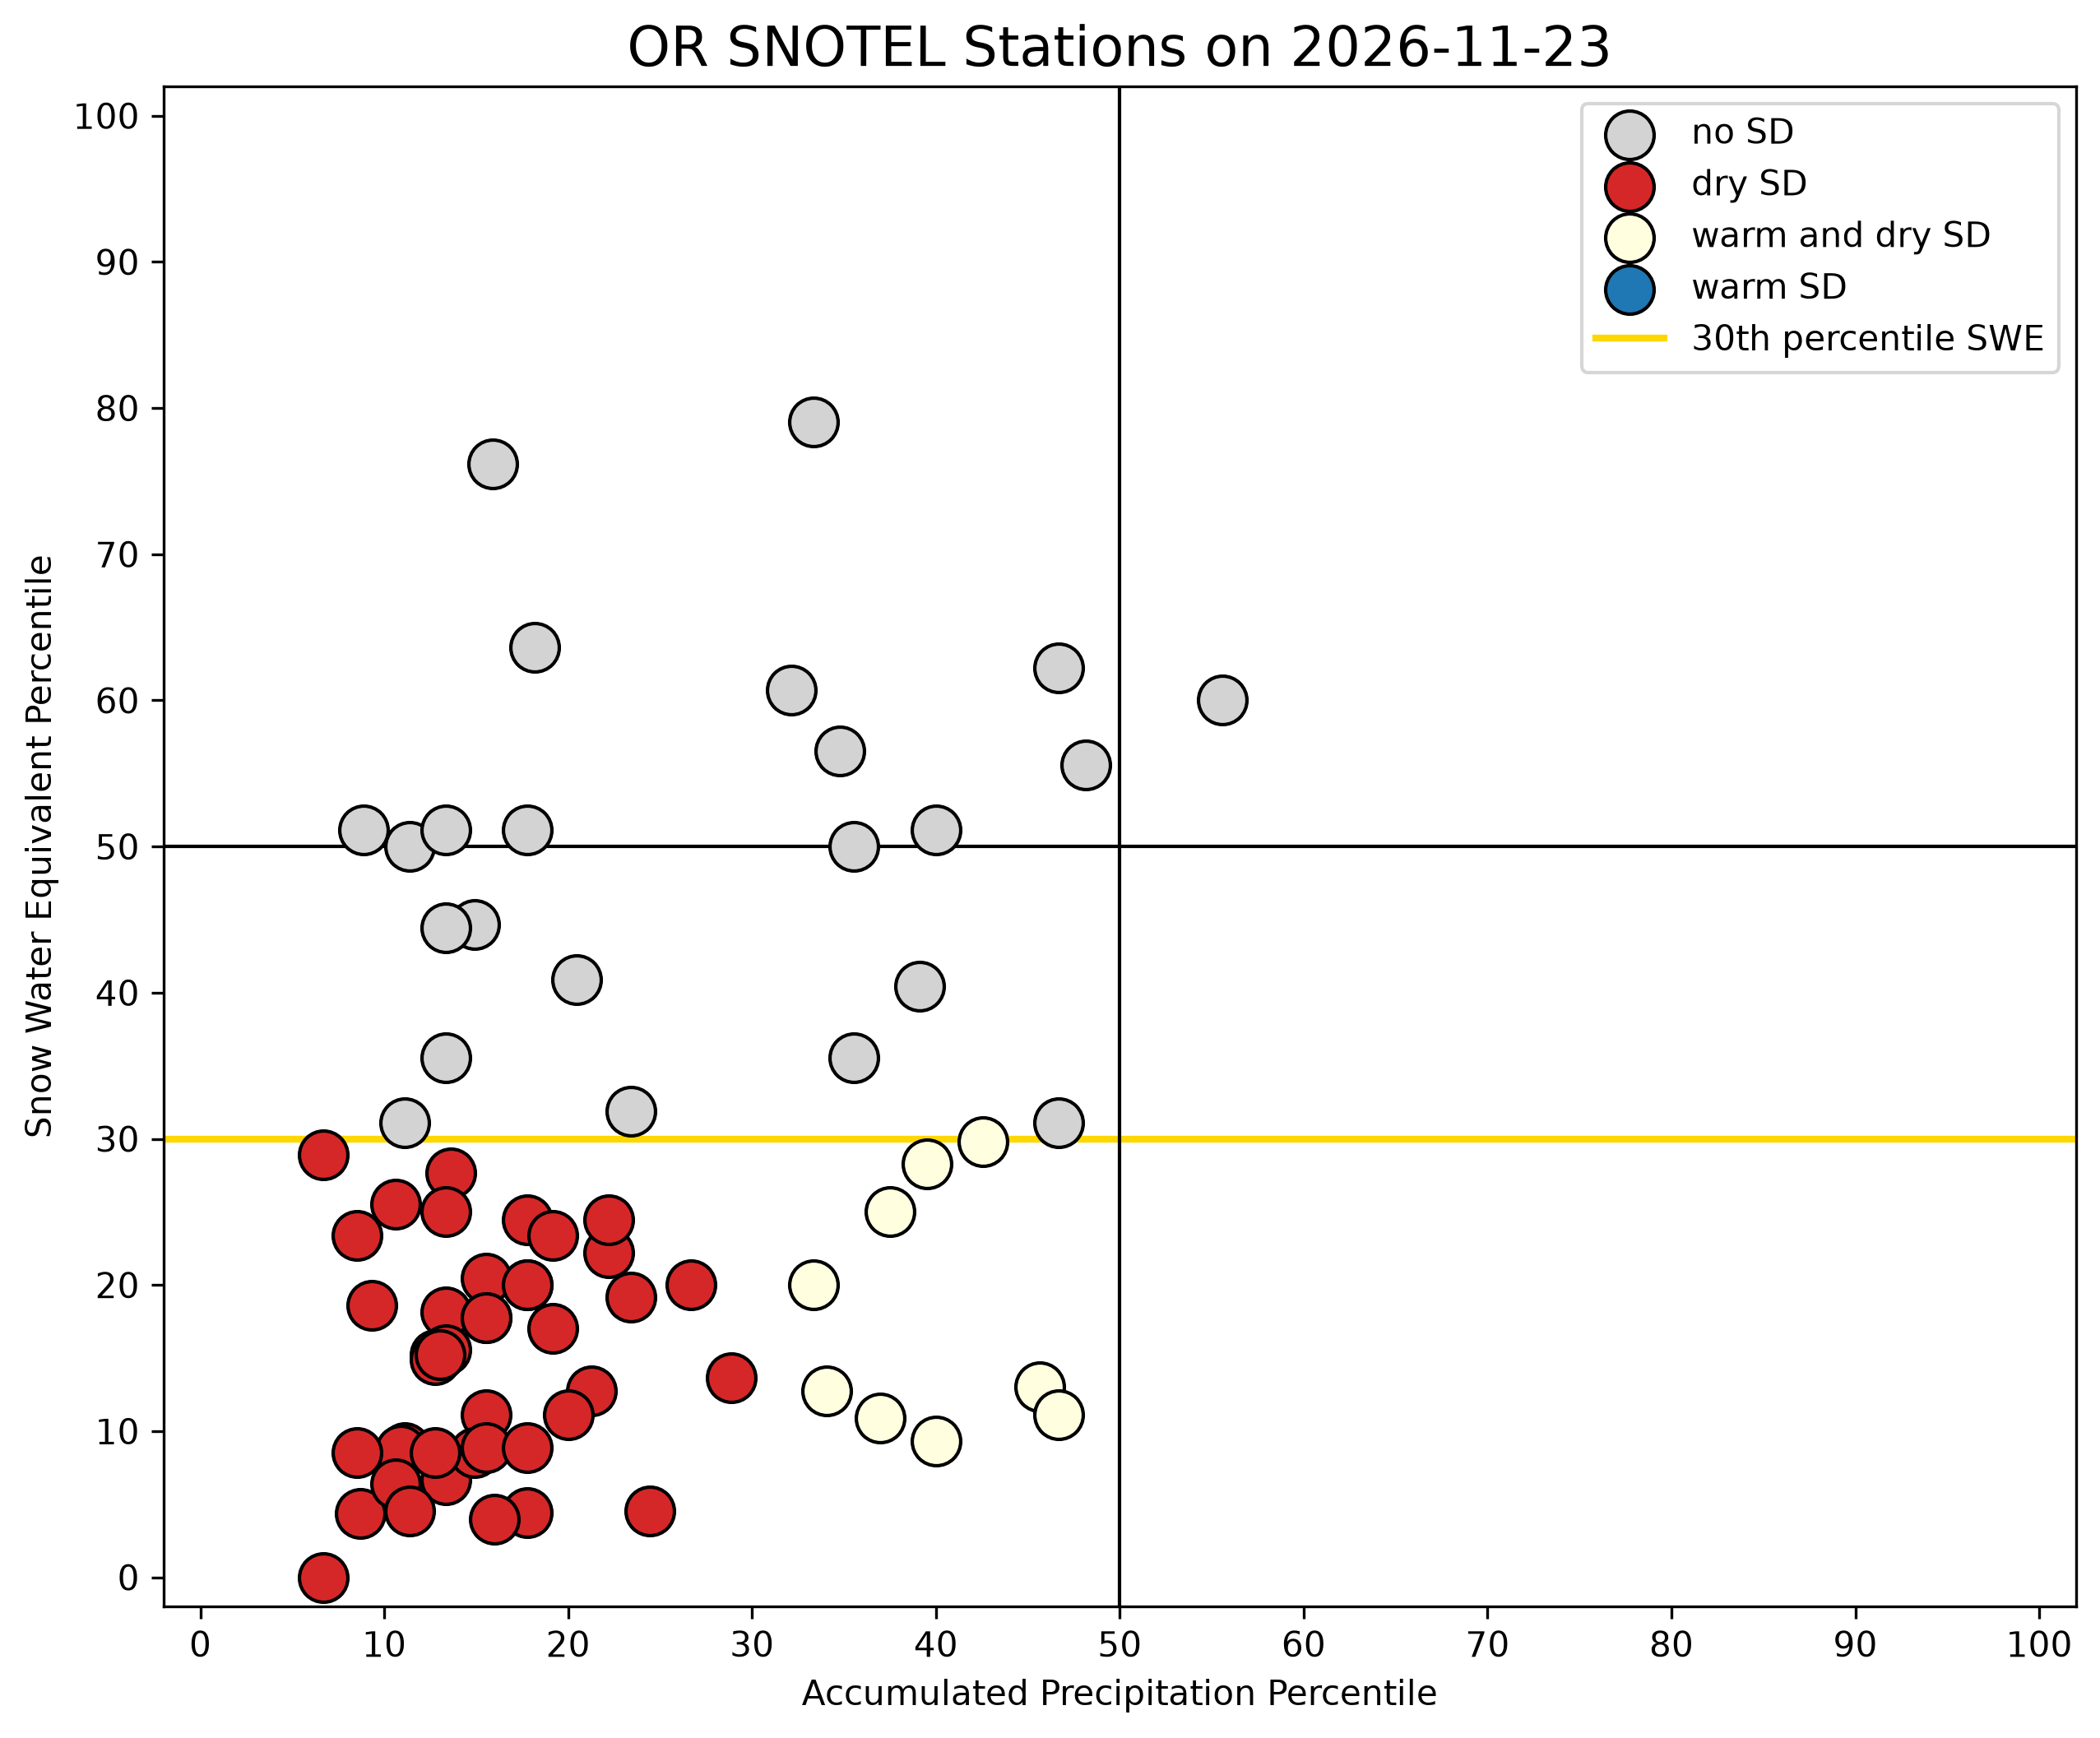 OR SNOTEL Stations on 2026-11-23
no SD
dry SD
warm and dry SD
warm SD
30th percentile SWE
Snow Water Equivalent Percentile
100
90
80
70
60
50
40
30
20
10
0
0 10 20 30 40 50 60 70 80 90 100
Accumulated Precipitation Percentile